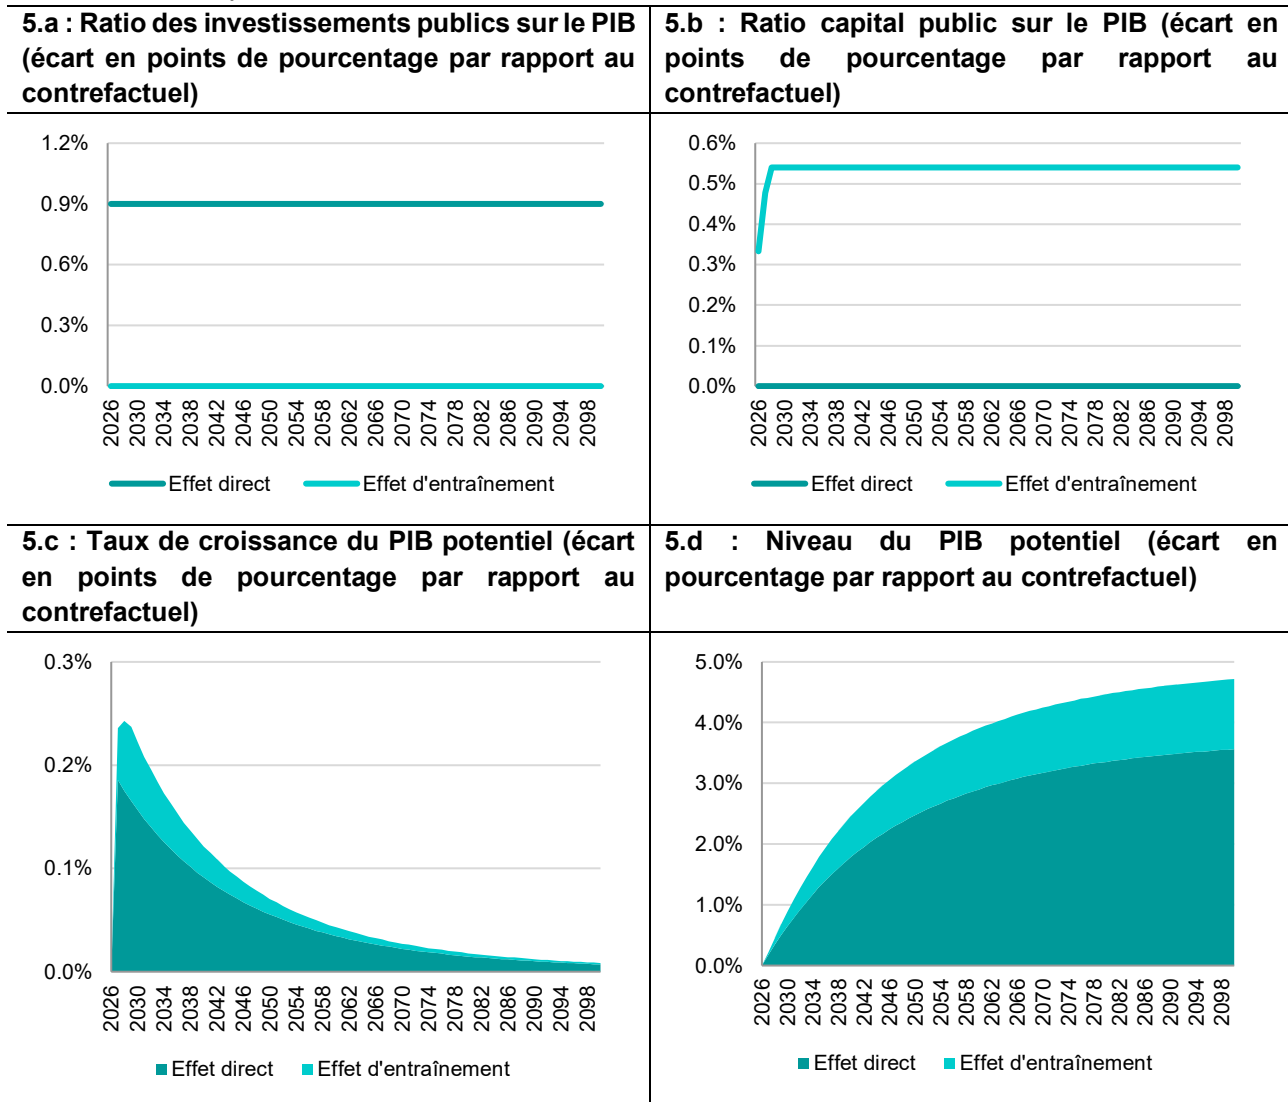 5.a : Ratio des investissements publics sur le PIB
(écart en points de pourcentage par rapport au
contrefactuel)
5.b : Ratio capital public sur le PIB (écart en
points de pourcentage par rapport au
contrefactuel)
1.2%
0.9%
0.6%
0.3%
0.0%
2026 2030 2034 2038 2042 2046 2050 2054 2058 2062 2066 2070 2074 2078 2082 2086 2090 2094 2098
Effet direct Effet d'entraînement
0.6%
0.5%
0.4%
0.3%
0.2%
0.1%
0.0%
2026 2030 2034 2038 2042 2046 2050 2054 2058 2062 2066 2070 2074 2078 2082 2086 2090 2094 2098
Effet direct Effet d'entraînement
5.c : Taux de croissance du PIB potentiel (écart
en points de pourcentage par rapport au
contrefactuel)
5.d : Niveau du PIB potentiel (écart en
pourcentage par rapport au contrefactuel)
0.3%
0.2%
0.1%
0.0%
2026 2030 2034 2038 2042 2046 2050 2054 2058 2062 2066 2070 2074 2078 2082 2086 2090 2094 2098
Effet direct Effet d'entraînement
5.0%
4.0%
3.0%
2.0%
1.0%
0.0%
2026 2030 2034 2038 2042 2046 2050 2054 2058 2062 2066 2070 2074 2078 2082 2086 2090 2094 2098
Effet direct Effet d'entraînement